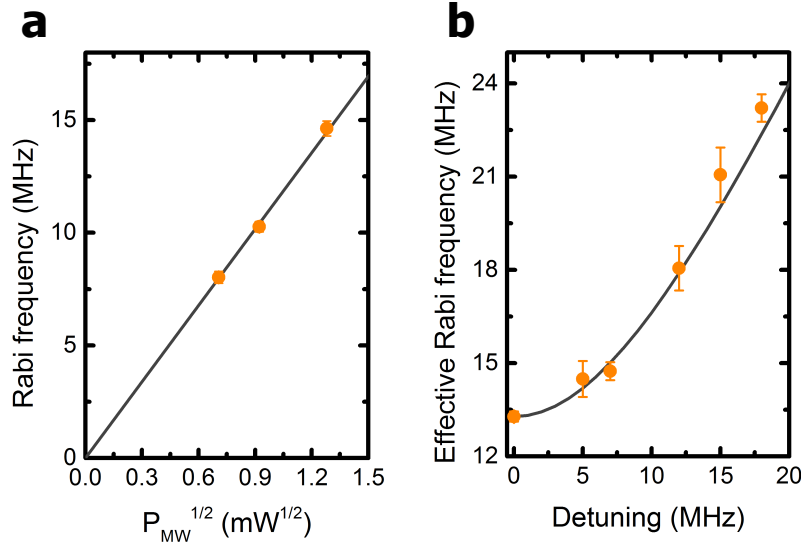 a
Rabi frequency (MHz)
15
10
5
0
0.0 0.3 0.6 0.9 1.2 1.5
P_MW^1/2 (mW^1/2)
b
Effective Rabi frequency (MHz)
24
21
18
15
12
0 5 10 15 20
Detuning (MHz)